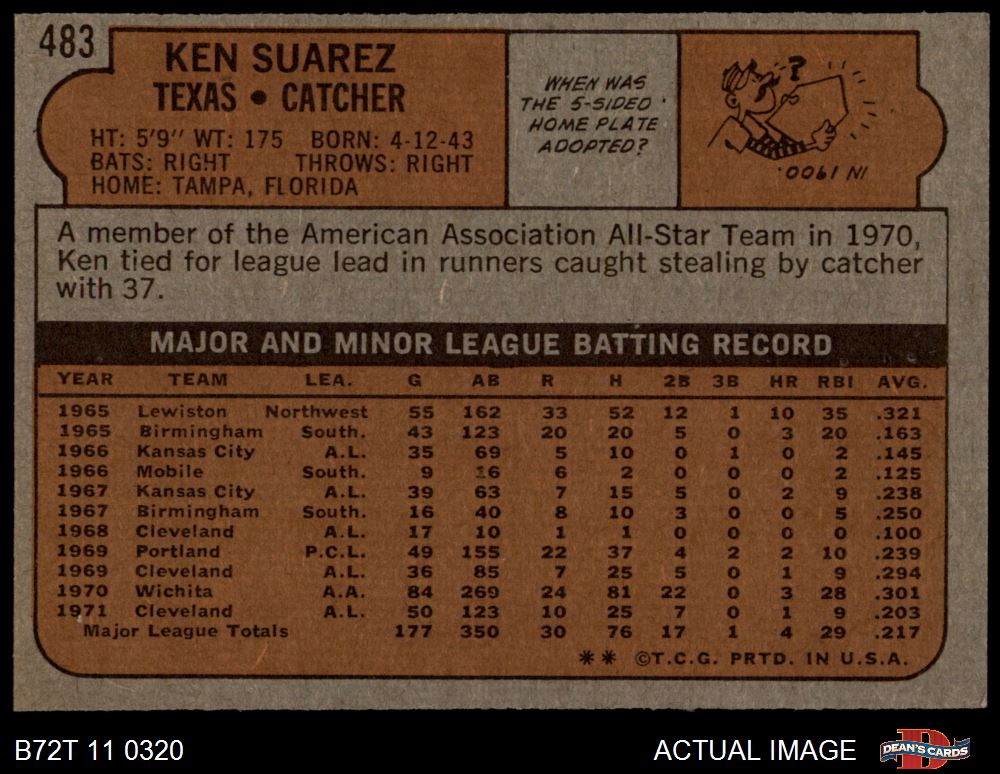 483
KEN SUAREZ
TEXAS • CATCHER
HT: 5'9" WT: 175 BORN: 4-12-43
BATS: RIGHT THROWS: RIGHT
HOME: TAMPA, FLORIDA
WHEN WAS
THE 5-SIDED
HOME PLATE
ADOPTED?
?
IN 1900.
A member of the American Association All-Star Team in 1970,
Ken tied for league lead in runners caught stealing by catcher
with 37.
MAJOR AND MINOR LEAGUE BATTING RECORD
YEAR TEAM LEA. G AB R H 2B 3B HR RBI AVG.
1965 Lewiston Northwest 55 162 33 52 12 1 10 35 .321
1965 Birmingham South. 43 123 20 20 5 0 3 20 .163
1966 Kansas City A.L. 35 69 5 10 0 1 0 2 .145
1966 Mobile South. 9 16 6 2 0 0 0 2 .125
1967 Kansas City A.L. 39 63 7 15 5 0 2 9 .238
1967 Birmingham South. 16 40 8 10 3 0 0 5 .250
1968 Cleveland A.L. 17 10 1 1 0 0 0 0 .100
1969 Portland P.C.L. 49 155 22 37 4 2 2 10 .239
1969 Cleveland A.L. 36 85 7 25 5 0 1 9 .294
1970 Wichita A.A. 84 269 24 81 22 0 3 28 .301
1971 Cleveland A.L. 50 123 10 25 7 0 1 9 .203
Major League Totals 177 350 30 76 17 1 4 29 .217
** ©T.C.G. PRTD. IN U.S.A.
B72T 11 0320 ACTUAL IMAGE
DEAN'S CARDS